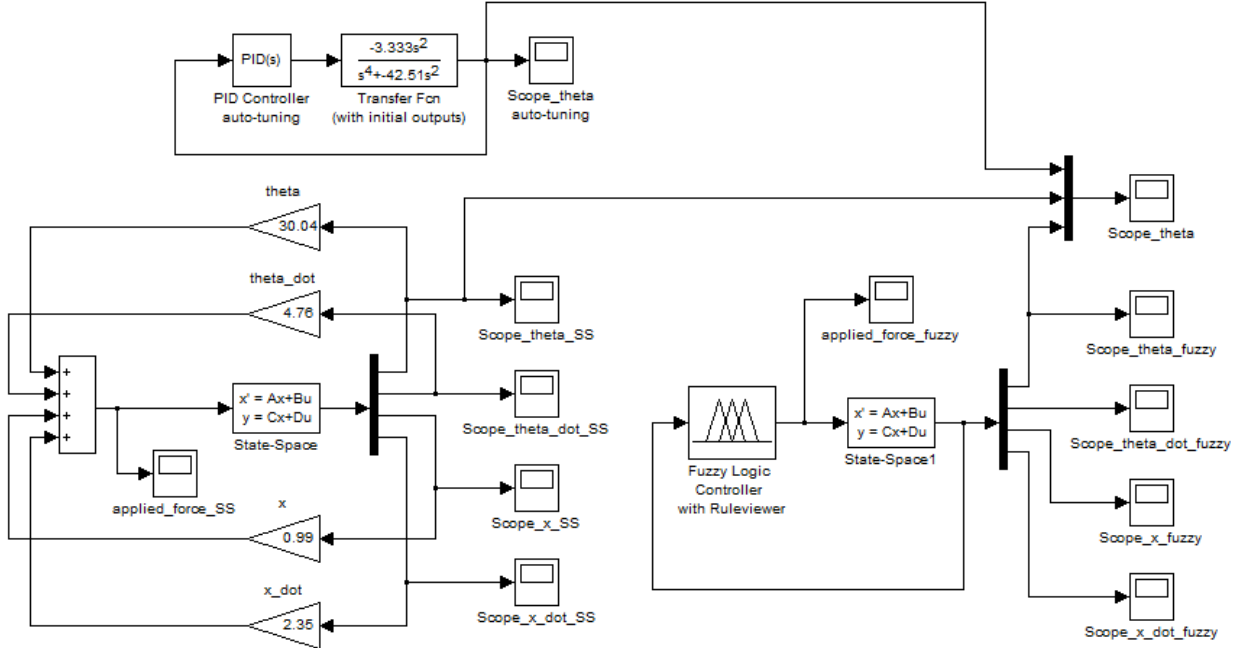 PID(s)
PID Controller
auto-tuning
-3.333s2
s4+-42.51s2
Transfer Fcn
(with initial outputs)
Scope_theta
auto-tuning
theta
30.04
theta_dot
4.76
+
+
+
+
x' = Ax+Bu
y = Cx+Du
State-Space
applied_force_SS
x
0.99
x_dot
2.35
Scope_theta_SS
Scope_theta_dot_SS
Scope_x_SS
Scope_x_dot_SS
applied_force_fuzzy
Fuzzy Logic
Controller
with Ruleviewer
x' = Ax+Bu
y = Cx+Du
State-Space1
Scope_theta
Scope_theta_fuzzy
Scope_theta_dot_fuzzy
Scope_x_fuzzy
Scope_x_dot_fuzzy